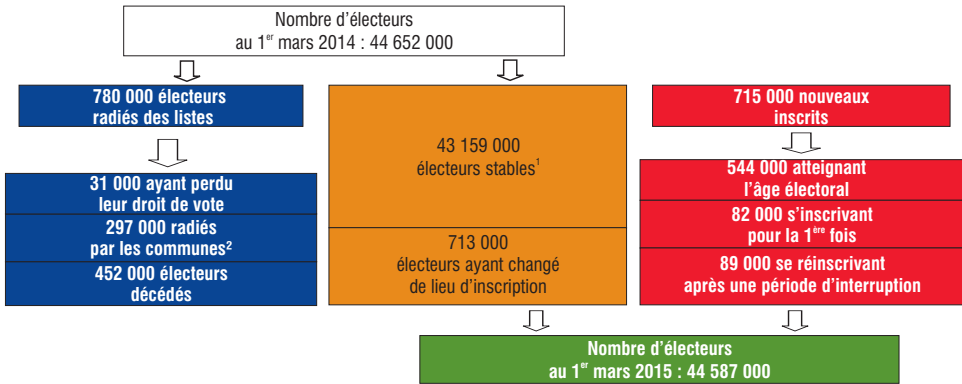 Nombre d'électeurs
au 1er mars 2014 : 44 652 000
780 000 électeurs
radiés des listes
31 000 ayant perdu
leur droit de vote
297 000 radiés
par les communes²
452 000 électeurs
décédés
43 159 000
électeurs stables¹
713 000
électeurs ayant changé
de lieu d'inscription
715 000 nouveaux
inscrits
544 000 atteignant
l'âge électoral
82 000 s'inscrivant
pour la 1ère fois
89 000 se réinscrivant
après une période d'interruption
Nombre d'électeurs
au 1er mars 2015 : 44 587 000